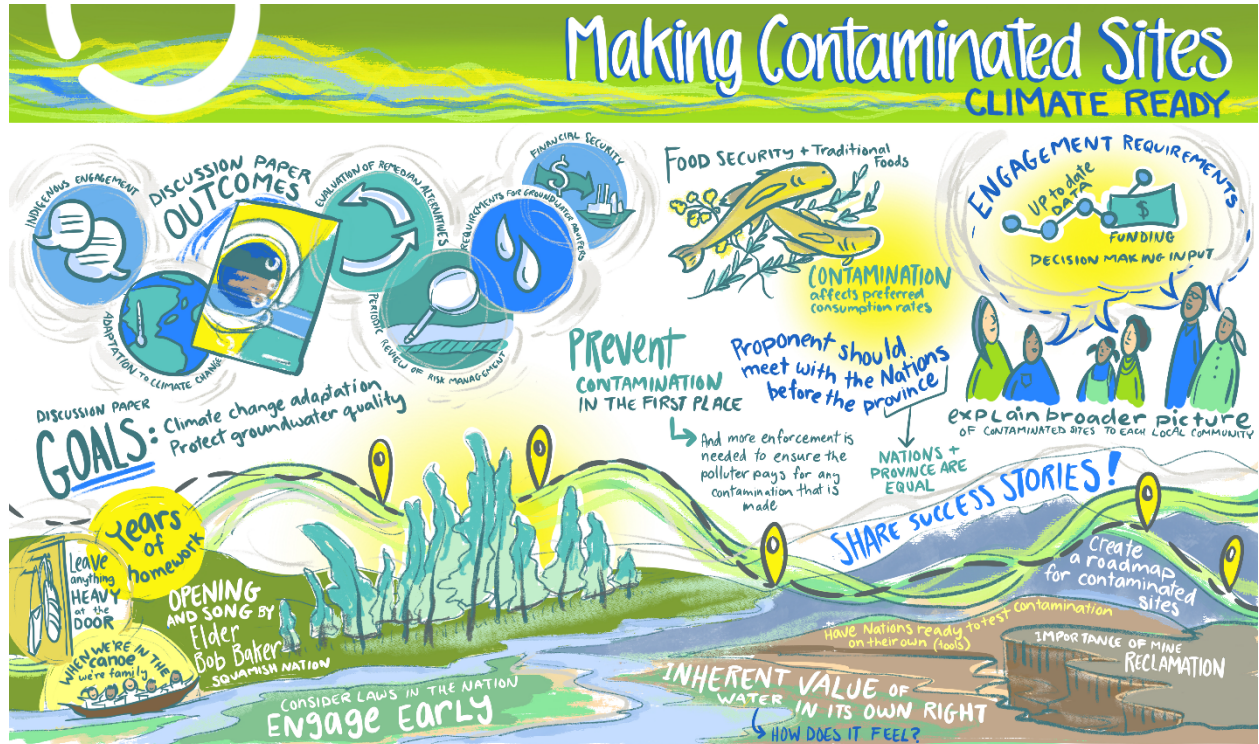 Making Contaminated Sites
CLIMATE READY
INDIGENOUS ENGAGEMENT
DISCUSSION PAPER
OUTCOMES
ADAPTATION TO CLIMATE CHANGE
EVALUATION OF REMEDIAN ALTERNATIVES
PERIODIC REVIEW OF RISK MANAGEMENT
REQUIREMENTS FOR GROUNDWATER AQUIFERS
FINANCIAL SECURITY
$
FOOD SECURITY + Traditional
Foods
CONTAMINATION
affects preferred
consumption rates
ENGAGEMENT REQUIREMENTS
UP to date
DATA
$
FUNDING
DECISION MAKING INPUT
explain broader picture
OF CONTAMINATED SITES TO EACH LOCAL COMMUNITY
PREVENT
CONTAMINATION
IN THE FIRST PLACE
And more enforcement is
needed to ensure the
polluter pays for any
contamination that is
made
Proponent should
meet with the Nations
before the province
NATIONS +
PROVINCE ARE
EQUAL
DISCUSSION PAPER
GOALS:
Climate change adaptation
Protect groundwater quality
Years
of
homework
Leave
anything
HEAVY
at the
DOOR
WHEN WE'RE IN THE
canoe
we're family
OPENING
AND SONG BY
Elder
Bob Baker
SQUAMISH NATION
SHARE SUCCESS STORIES!
Create
a roadmap
for contaminated
sites
Have Nations ready to test contamination
on their own (tools)
IMPORTANCE OF MINE
RECLAMATION
CONSIDER LAWS IN THE NATION
ENGAGE EARLY
INHERENT VALUE OF
WATER IN ITS OWN RIGHT
HOW DOES IT FEEL?